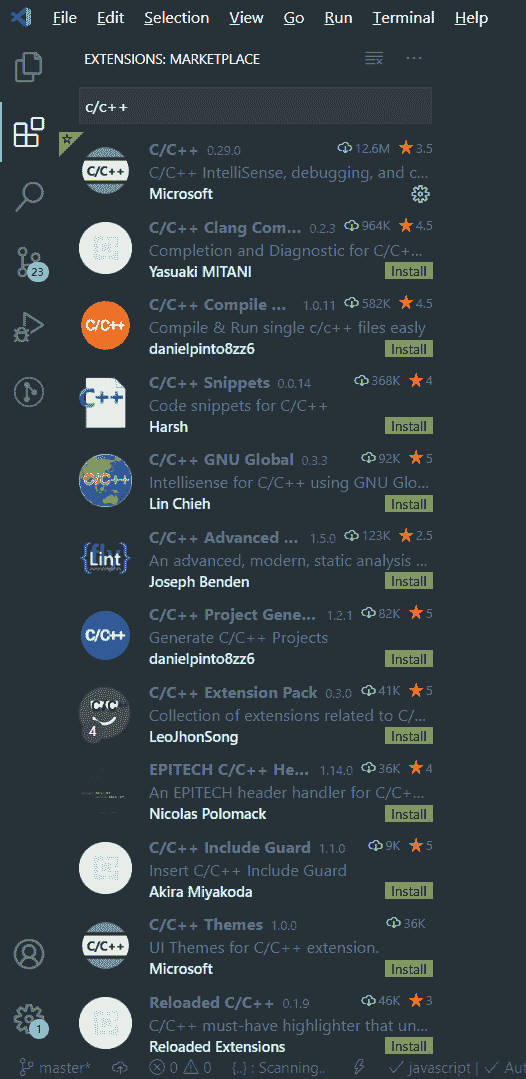 File Edit Selection View Go Run Terminal Help
EXTENSIONS: MARKETPLACE
c/c++
C/C++ 0.29.0 12.6M 3.5
C/C++ IntelliSense, debugging, and c...
Microsoft
C/C++ Clang Com... 0.2.3 964K 4.5
Completion and Diagnostic for C/C+...
Yasuaki MITANI Install
C/C++ Compile ... 1.0.11 582K 4.5
Compile & Run single c/c++ files easily
danielpinto8zz6 Install
C/C++ Snippets 0.0.14 368K 4
Code snippets for C/C++
Harsh Install
C/C++ GNU Global 0.3.3 92K 5
Intellisense for C/C++ using GNU Glo...
Lin Chieh Install
C/C++ Advanced ... 1.5.0 123K 2.5
An advanced, modern, static analysis ...
Joseph Benden Install
C/C++ Project Gene... 1.2.1 82K 5
Generate C/C++ Projects
danielpinto8zz6 Install
C/C++ Extension Pack 0.3.0 41K 5
Collection of extensions related to C/...
LeoJhonSong Install
EPITECH C/C++ He... 1.14.0 36K 4
An EPITECH header handler for C/C+...
Nicolas Polomack Install
C/C++ Include Guard 1.1.0 9K 5
Insert C/C++ Include Guard
Akira Miyakoda Install
C/C++ Themes 1.0.0 36K
UI Themes for C/C++ extension.
Microsoft Install
Reloaded C/C++ 0.1.9 46K 3
C/C++ must-have highlighter that un...
Reloaded Extensions Install
C/C++
C/C++
C/C++
C/C++
{Lint}
C/C++
4
C/C++
23
1
master* 0 0 {..} : Scanning.. javascript | Aut